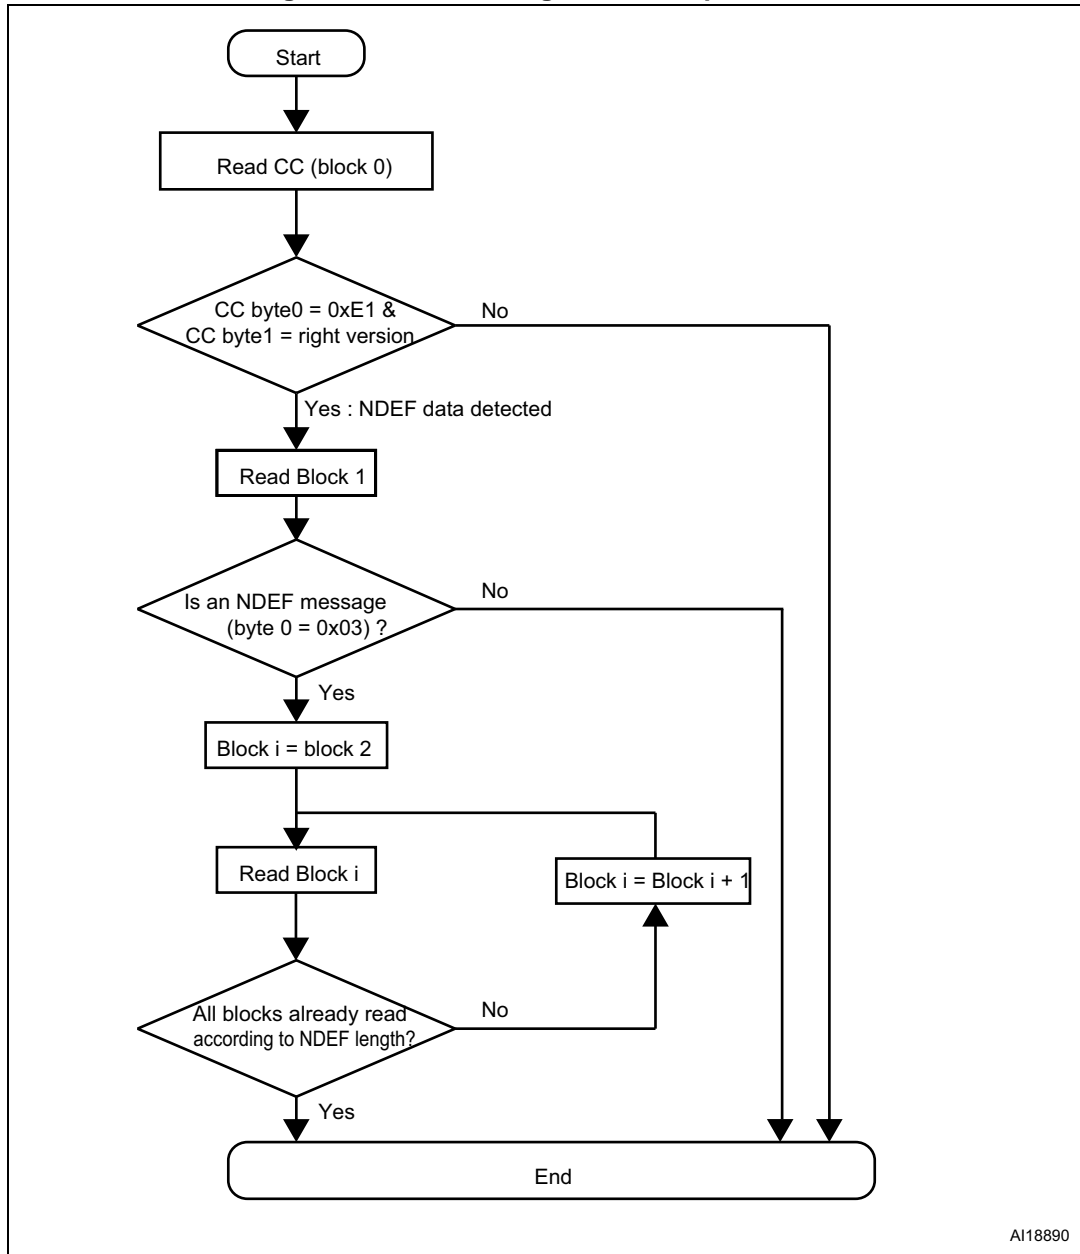 Start
Read CC (block 0)
CC byte0 = 0xE1 &
CC byte1 = right version
No
Yes : NDEF data detected
Read Block 1
Is an NDEF message
(byte 0 = 0x03) ?
No
Yes
Block i = block 2
Read Block i
Block i = Block i + 1
All blocks already read
according to NDEF length?
No
Yes
End
AI18890